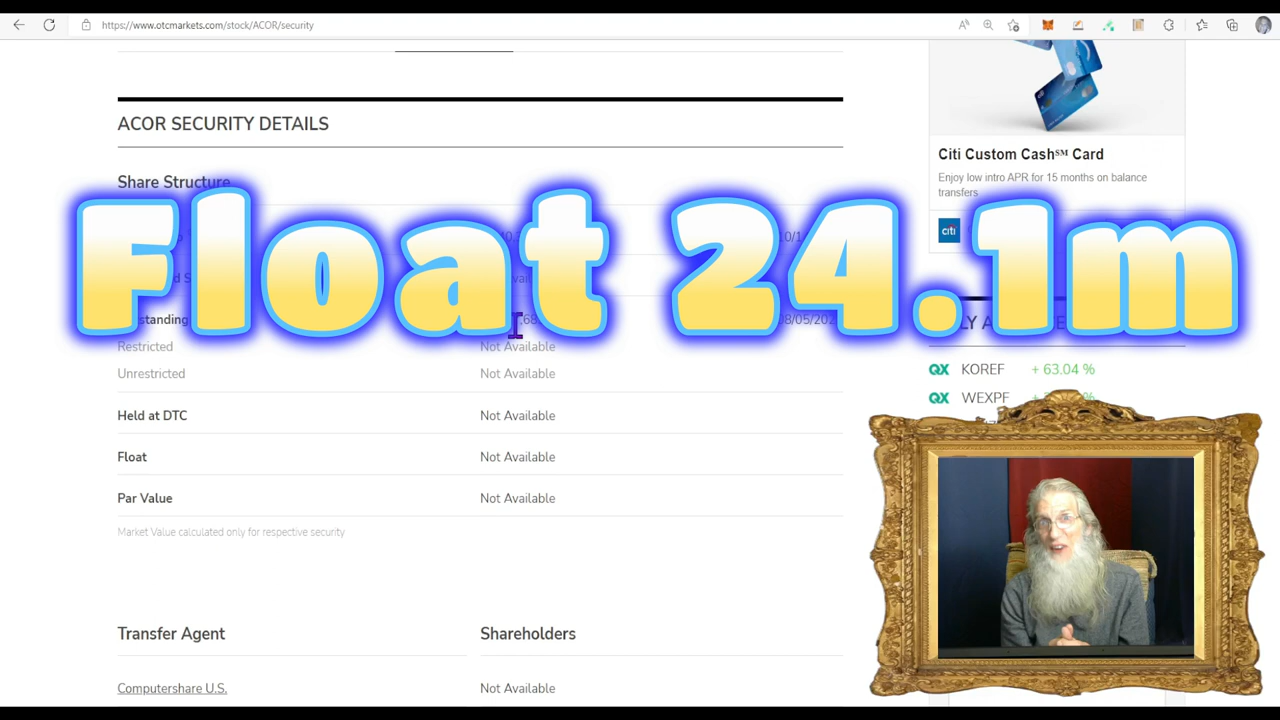 https://www.otcmarkets.com/stock/ACOR/security
ACOR SECURITY DETAILS
Share Structure
Float 24.1m
Restricted Not Available
Unrestricted Not Available
Held at DTC Not Available
Float Not Available
Par Value Not Available
Market Value calculated only for respective security
Transfer Agent Shareholders
Computershare U.S. Not Available
Citi Custom Cash℠ Card
Enjoy low intro APR for 15 months on balance
transfers
citi
QX KOREF + 63.04 %
QX WEXPF